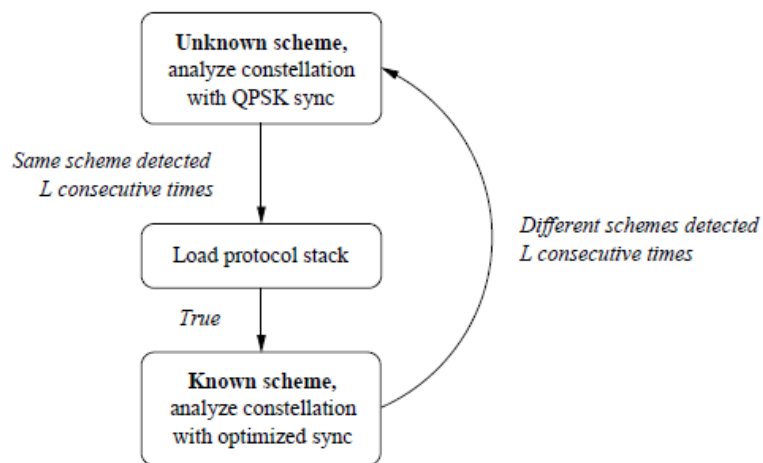 Unknown scheme,
analyze constellation
with QPSK sync
Same scheme detected
L consecutive times
Different schemes detected
L consecutive times
Load protocol stack
True
Known scheme,
analyze constellation
with optimized sync